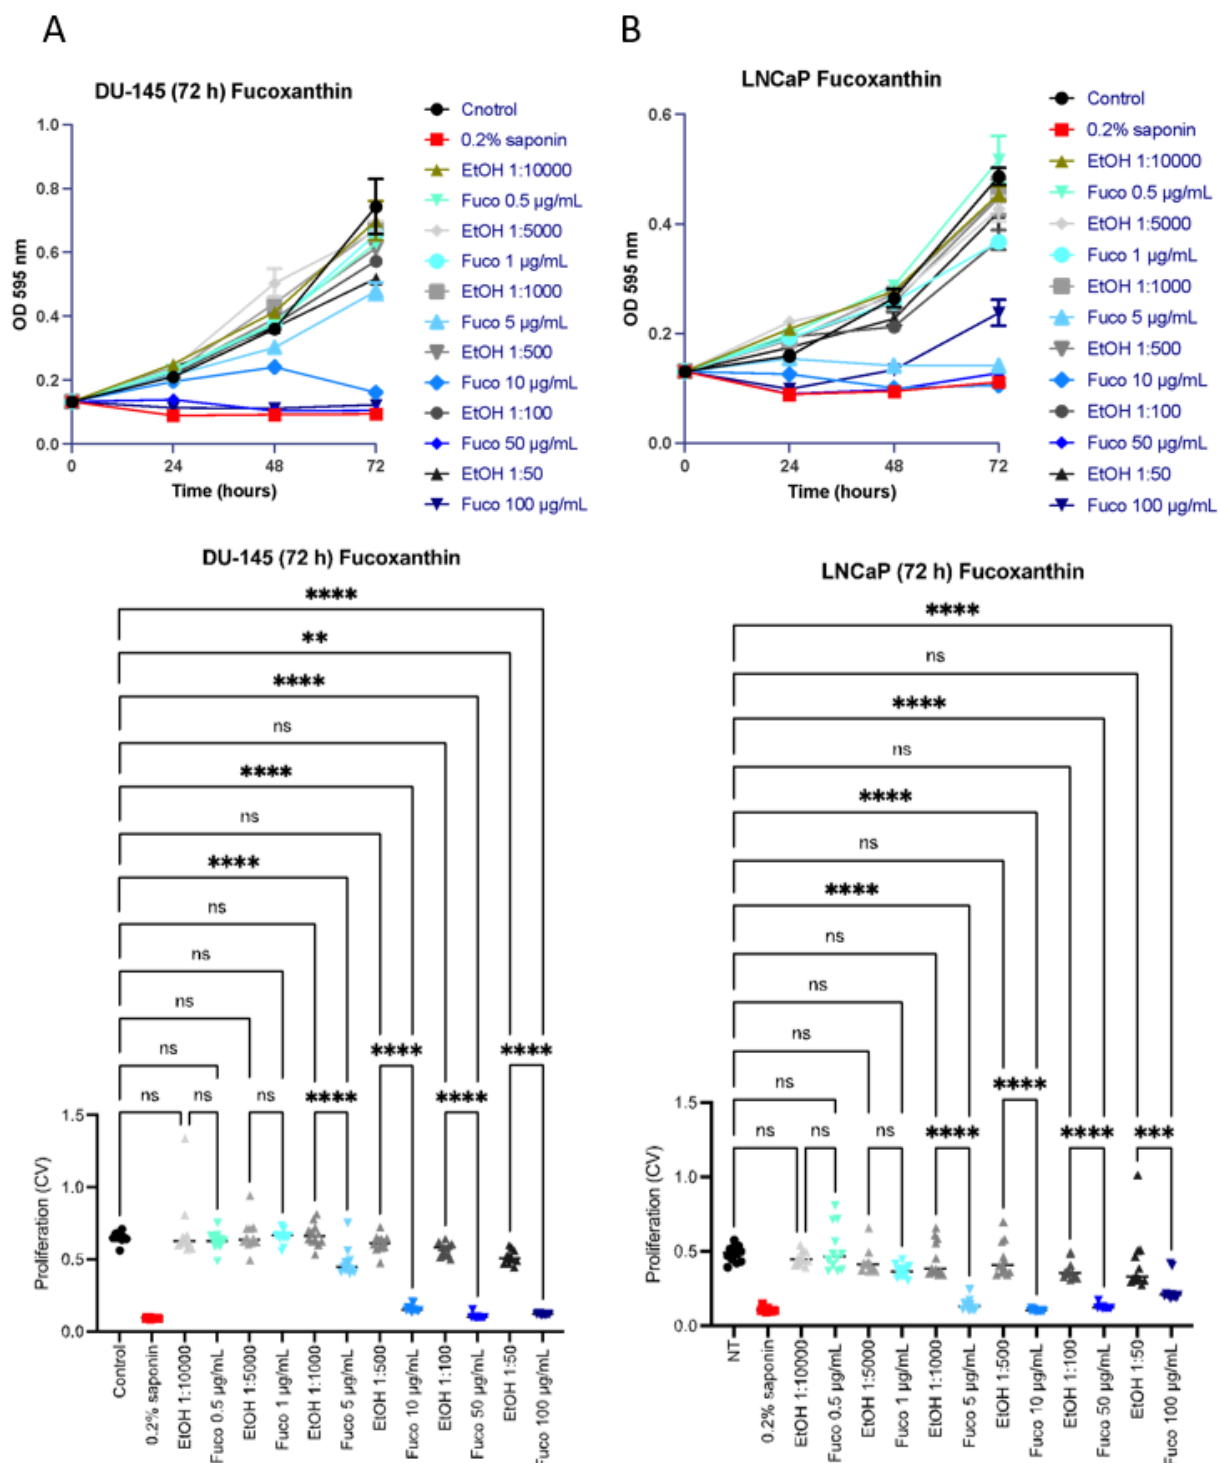 A
B
DU-145 (72 h) Fucoxanthin
OD 595 nm
1.0
0.8
0.6
0.4
0.2
0.0
0
24
48
72
Time (hours)
Cnotrol
0.2% saponin
EtOH 1:10000
Fuco 0.5 µg/mL
EtOH 1:5000
Fuco 1 µg/mL
EtOH 1:1000
Fuco 5 µg/mL
EtOH 1:500
Fuco 10 µg/mL
EtOH 1:100
Fuco 50 µg/mL
EtOH 1:50
Fuco 100 µg/mL
LNCaP Fucoxanthin
OD 595 nm
0.6
0.4
0.2
0.0
0
24
48
72
Time (hours)
Control
0.2% saponin
EtOH 1:10000
Fuco 0.5 µg/mL
EtOH 1:5000
Fuco 1 µg/mL
EtOH 1:1000
Fuco 5 µg/mL
EtOH 1:500
Fuco 10 µg/mL
EtOH 1:100
Fuco 50 µg/mL
EtOH 1:50
Fuco 100 µg/mL
DU-145 (72 h) Fucoxanthin
****
**
****
ns
****
ns
****
ns
ns
ns
ns
**** ****
ns ns ns **** ****
Proliferation (CV)
1.5
1.0
0.5
0.0
Control
0.2% saponin
EtOH 1:10000
Fuco 0.5 µg/mL
EtOH 1:5000
Fuco 1 µg/mL
EtOH 1:1000
Fuco 5 µg/mL
EtOH 1:500
Fuco 10 µg/mL
EtOH 1:100
Fuco 50 µg/mL
EtOH 1:50
Fuco 100 µg/mL
LNCaP (72 h) Fucoxanthin
****
ns
****
ns
****
ns
****
ns
ns
ns
ns
****
ns ns ns **** **** ***
Proliferation (CV)
1.5
1.0
0.5
0.0
NT
0.2% saponin
EtOH 1:10000
Fuco 0.5 µg/mL
EtOH 1:5000
Fuco 1 µg/mL
EtOH 1:1000
Fuco 5 µg/mL
EtOH 1:500
Fuco 10 µg/mL
EtOH 1:100
Fuco 50 µg/mL
EtOH 1:50
Fuco 100 µg/mL